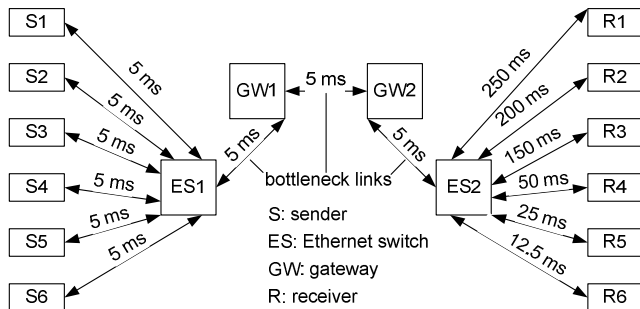 S1
S2
S3
S4
S5
S6
5 ms
5 ms
5 ms
5 ms
5 ms
5 ms
ES1
5 ms
GW1
5 ms
GW2
5 ms
bottleneck links
ES2
S: sender
ES: Ethernet switch
GW: gateway
R: receiver
250 ms
200 ms
150 ms
50 ms
25 ms
12.5 ms
R1
R2
R3
R4
R5
R6